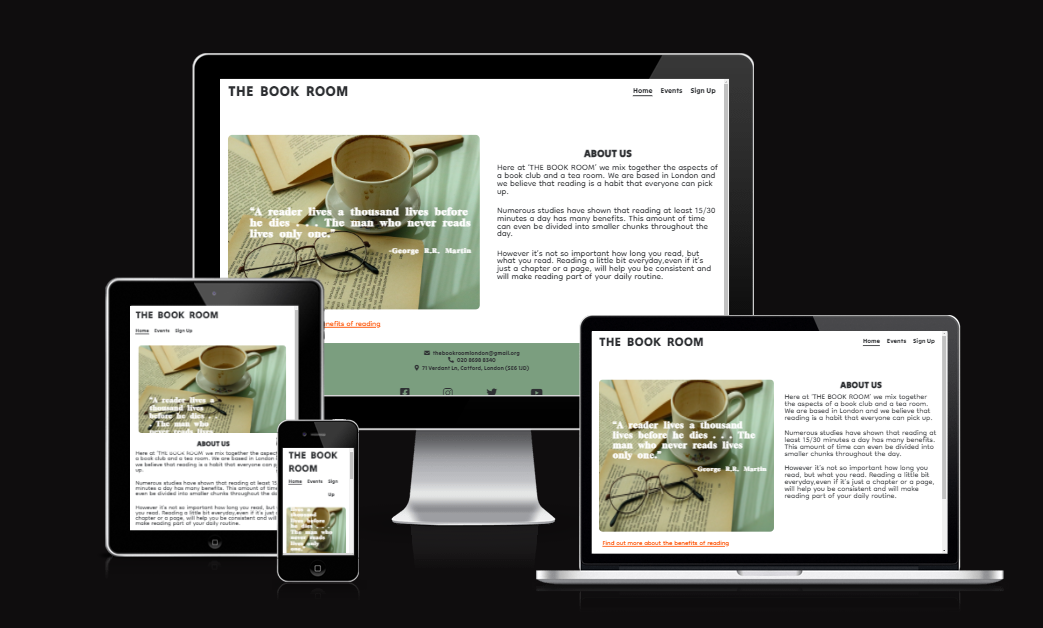 THE BOOK ROOM
Home Events Sign Up
"A reader lives a thousand lives before
he dies . . . The man who never reads
lives only one."
-George R.R. Martin
ABOUT US
Here at 'THE BOOK ROOM' we mix together the aspects of
a book club and a tea room. We are based in London and
we believe that reading is a habit that everyone can pick
up.
Numerous studies have shown that reading at least 15/30
minutes a day has many benefits. This amount of time
can even be divided into smaller chunks throughout the
day.
However it's not so important how long you read, but
what you read. Reading a little bit everyday,even if it's
just a chapter or a page, will help you be consistent and
will make reading part of your daily routine.
nefits of reading
thebookroomlondon@gmail.org
020 8698 8340
71 Verdant Ln, Catford, London (SE6 1JD)
THE BOOK ROOM
Home Events Sign Up
"A reader lives a
thousand lives
before he dies . .
. The man who
never reads lives
ABOUT US
Here at 'THE BOOK ROOM' we mix together the aspects of
a book club and a tea room. We are based in London and
we believe that reading is a habit that everyone can p
up.
Numerous studies have shown that reading at least 15
minutes a day has many benefits. This amount of time
even be divided into smaller chunks throughout the da
However it's not so important how long you read, but
you read. Reading a little bit everyday,even if it's just
chapter or a page, will help you be consistent and will
make reading part of your daily routine.
THE BOOK
ROOM
Home Events Sign
Up
lives before
he dies . . .
The man who
never reads
lives only
one."
THE BOOK ROOM
Home Events Sign Up
"A reader lives a thousand
lives before he dies . . . The
man who never reads lives
only one."
-George R.R. Martin
ABOUT US
Here at 'THE BOOK ROOM' we mix together
the aspects of a book club and a tea room.
We are based in London and we believe that
reading is a habit that everyone can pick up.
Numerous studies have shown that reading at
least 15/30 minutes a day has many benefits.
This amount of time can even be divided into
smaller chunks throughout the day.
However it's not so important how long you
read, but what you read. Reading a little bit
everyday,even if it's just a chapter or a page,
will help you be consistent and will make
reading part of your daily routine.
Find out more about the benefits of reading